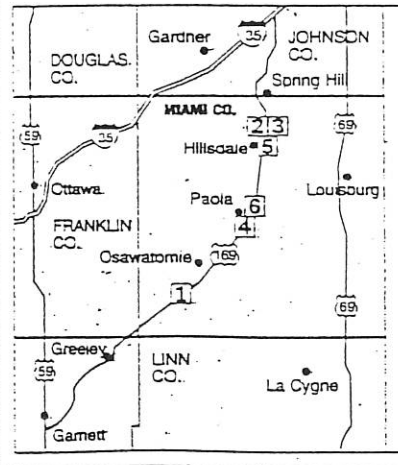 Gardner
35
JOHNSON
CO.
DOUGLAS
CO.
35
Spring Hill
MIAMI CO.
59
35
2 3
69
Hillsdale
5
Ottawa
Louisburg
Paola
6
4
FRANKLIN
CO.
Osawatomie
169
1
69
Greeley
LINN
CO.
59
La Cygne
Garnett